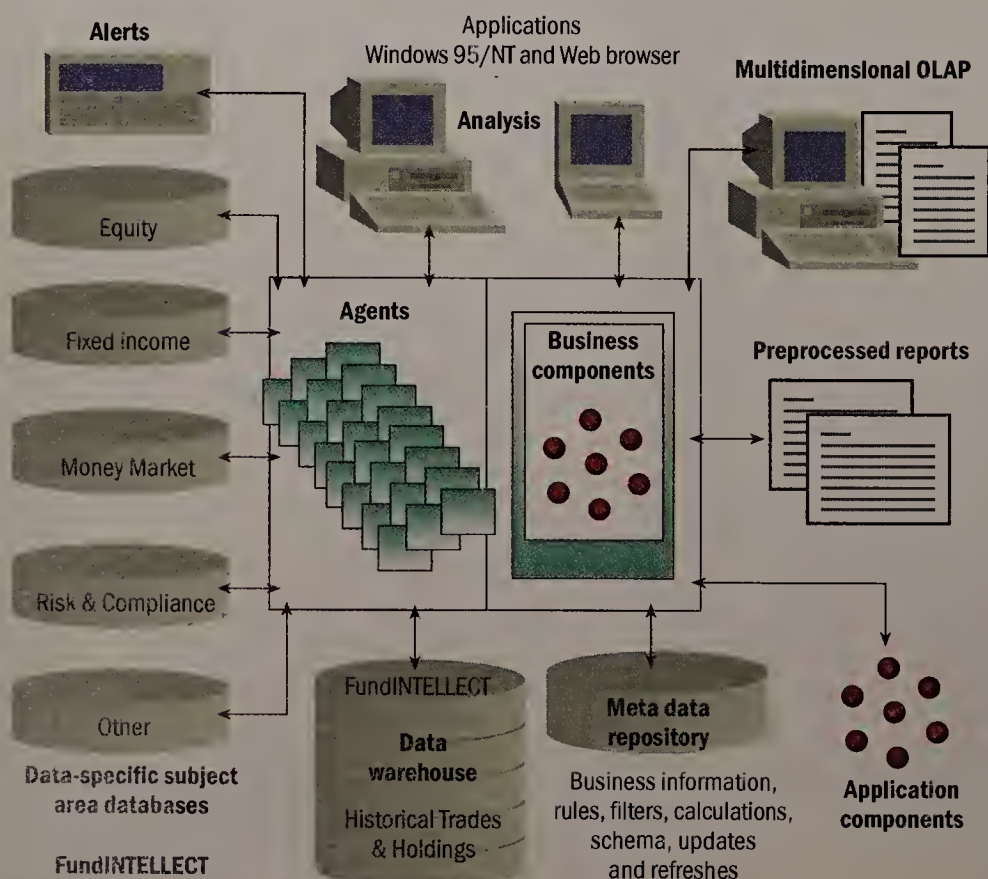 Alerts
Applications
Windows 95/NT and Web browser
Multidimensional OLAP
Analysis
Equity
Fixed income
Money Market
Risk & Compliance
Other
Data-specific subject
area databases
FundINTELLECT
Agents
Business
components
Preprocessed reports
FundINTELLECT
Data
warehouse
Historical Trades
& Holdings
Meta data
repository
Business information,
rules, filters, calculations,
schema, updates
and refreshes
Application
components